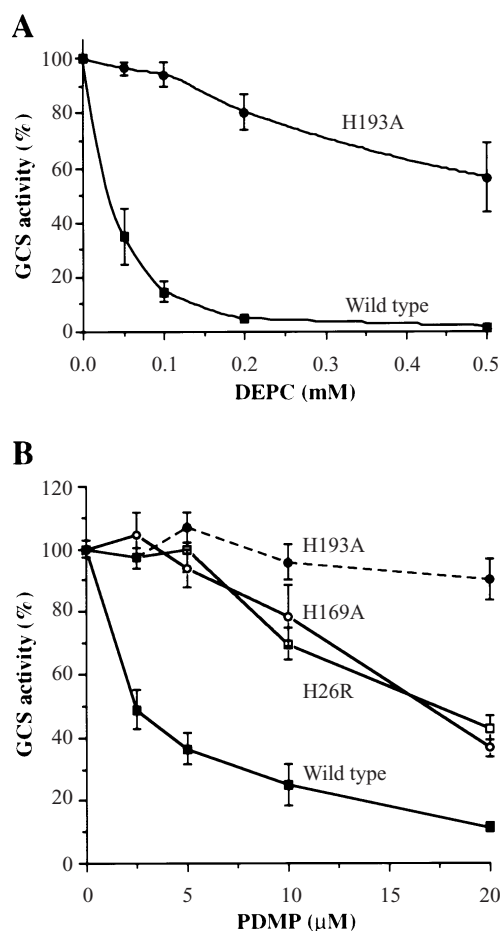 A
100
80
60
40
20
0
GCS activity (%)
H193A
Wild type
0.0 0.1 0.2 0.3 0.4 0.5
DEPC (mM)
B
120
100
80
60
40
20
0
GCS activity (%)
H193A
H169A
H26R
Wild type
0 5 10 15 20
PDMP (µM)